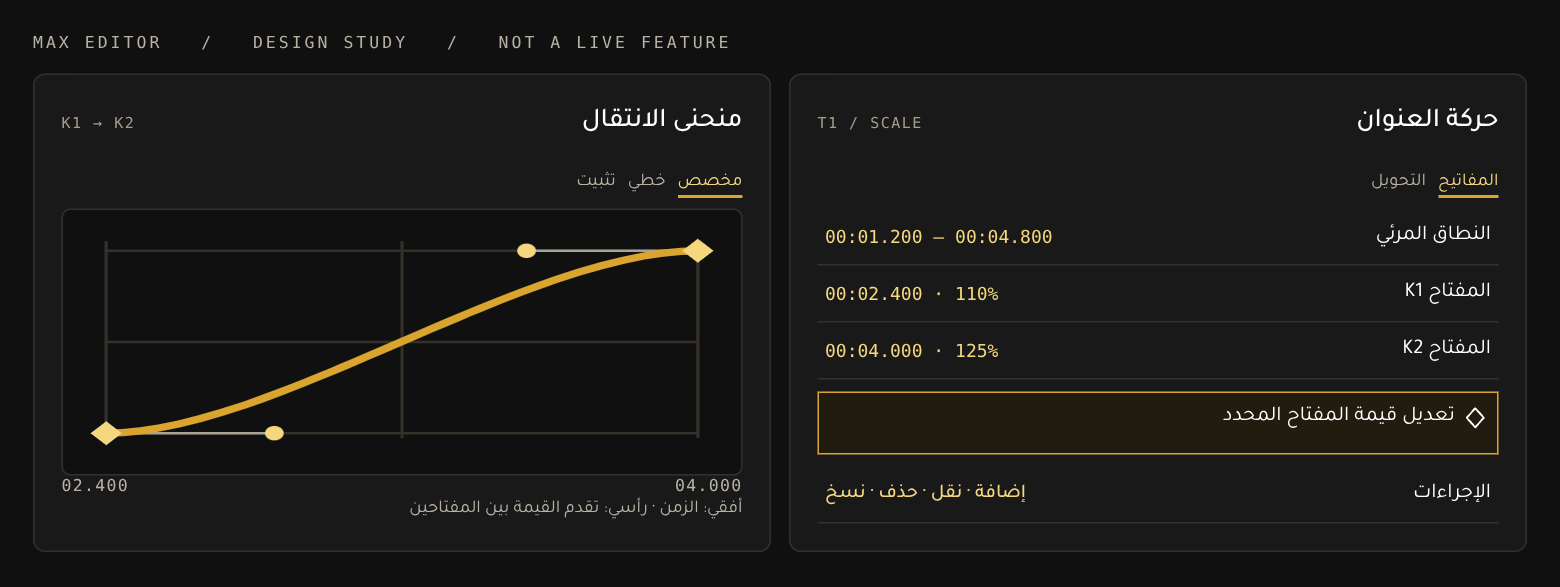 MAX EDITOR / DESIGN STUDY / NOT A LIVE FEATURE
حركة العنوان
T1 / SCALE
المفاتيح التحويل
النطاق المرئي
00:01.200 — 00:04.800
المفتاح K1
00:02.400 · 110%
المفتاح K2
00:04.000 · 125%
تعديل قيمة المفتاح المحدد
الإجراءات
إضافة · نقل · حذف · نسخ
منحنى الانتقال
K1 → K2
مخصص خطي تثبيت
02.400
04.000
أفقي: الزمن · رأسي: تقدم القيمة بين المفتاحين